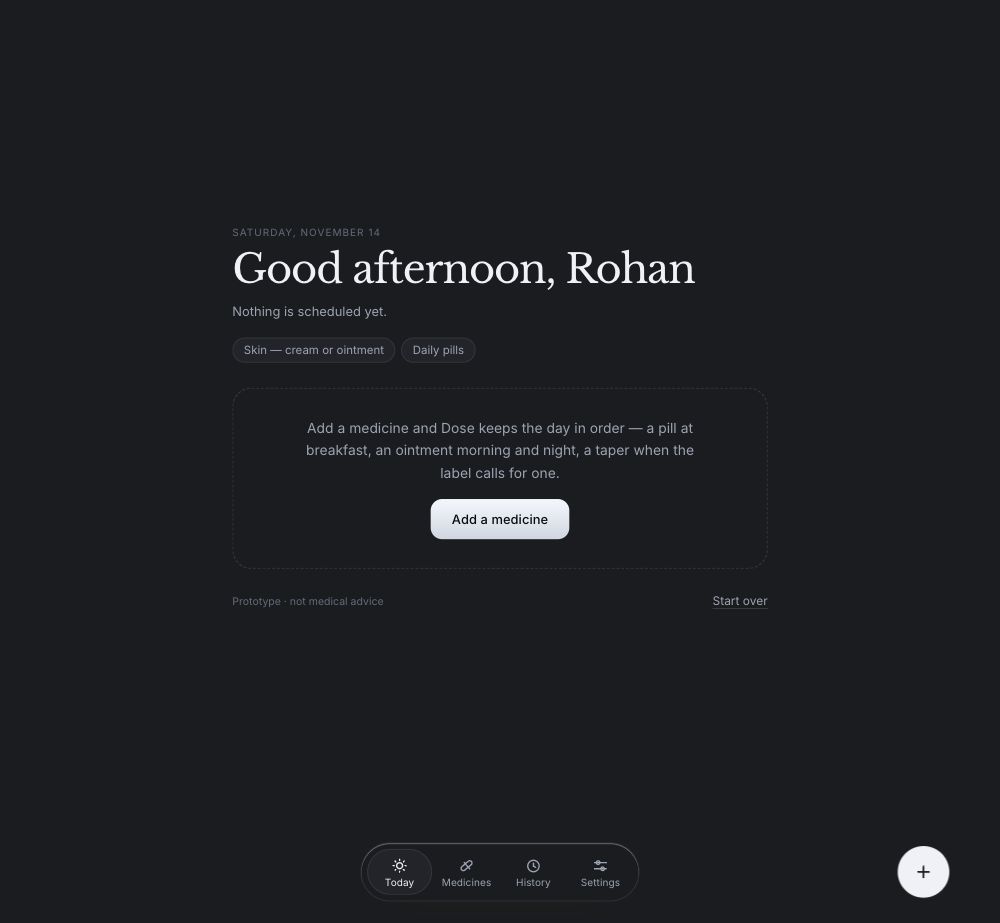 SATURDAY, NOVEMBER 14
Good afternoon, Rohan
Nothing is scheduled yet.
Skin — cream or ointment
Daily pills
Add a medicine and Dose keeps the day in order — a pill at
breakfast, an ointment morning and night, a taper when the
label calls for one.
Add a medicine
Prototype · not medical advice
Start over
Today
Medicines
History
Settings